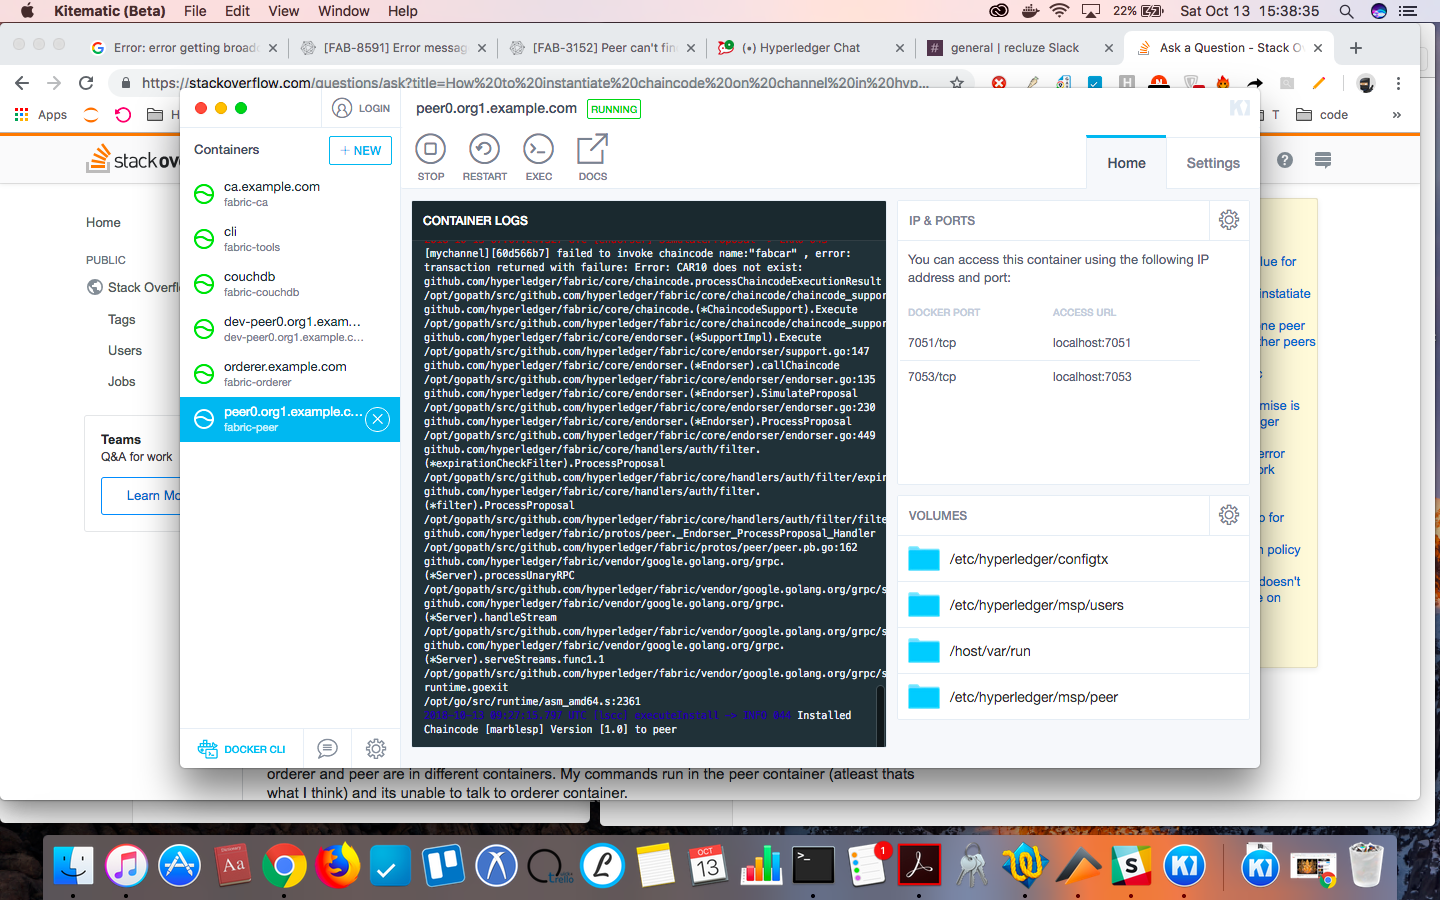 Kitematic (Beta) File Edit View Window Help
22% Sat Oct 13 15:38:35
Error: error getting broad
[FAB-8591] Error messag
[FAB-3152] Peer can't fin
(•) Hyperledger Chat
general | recluze Slack
Ask a Question - Stack O
https://stackoverflow.com/questions/ask?title=How%20to%20instantiate%20chaincode%20on%20channel%20in%20hyp...
Apps
H
T
code
»
stack
Home
PUBLIC
Stack Overfl
Tags
Users
Jobs
Teams
Q&A for work
Learn Mo
LOGIN
Containers
+ NEW
ca.example.com
fabric-ca
cli
fabric-tools
couchdb
fabric-couchdb
dev-peer0.org1.exam...
dev-peer0.org1.example.c...
orderer.example.com
fabric-orderer
peer0.org1.example.c...
fabric-peer
DOCKER CLI
peer0.org1.example.com RUNNING
STOP RESTART EXEC DOCS
Home Settings
CONTAINER LOGS
[mychannel][60d566b7] failed to invoke chaincode name:"fabcar" , error:
transaction returned with failure: Error: CAR10 does not exist:
github.com/hyperledger/fabric/core/chaincode.processChaincodeExecutionResult
/opt/gopath/src/github.com/hyperledger/fabric/core/chaincode/chaincode_suppor
github.com/hyperledger/fabric/core/chaincode.(*ChaincodeSupport).Execute
/opt/gopath/src/github.com/hyperledger/fabric/core/chaincode/chaincode_suppor
github.com/hyperledger/fabric/core/endorser.(*SupportImpl).Execute
/opt/gopath/src/github.com/hyperledger/fabric/core/endorser/support.go:147
github.com/hyperledger/fabric/core/endorser.(*Endorser).callChaincode
/opt/gopath/src/github.com/hyperledger/fabric/core/endorser/endorser.go:135
github.com/hyperledger/fabric/core/endorser.(*Endorser).SimulateProposal
/opt/gopath/src/github.com/hyperledger/fabric/core/endorser/endorser.go:230
github.com/hyperledger/fabric/core/endorser.(*Endorser).ProcessProposal
/opt/gopath/src/github.com/hyperledger/fabric/core/endorser/endorser.go:449
github.com/hyperledger/fabric/core/handlers/auth/filter.
(*expirationCheckFilter).ProcessProposal
/opt/gopath/src/github.com/hyperledger/fabric/core/handlers/auth/filter/expir
github.com/hyperledger/fabric/core/handlers/auth/filter.
(*filter).ProcessProposal
/opt/gopath/src/github.com/hyperledger/fabric/core/handlers/auth/filter/filte
github.com/hyperledger/fabric/protos/peer._Endorser_ProcessProposal_Handler
/opt/gopath/src/github.com/hyperledger/fabric/protos/peer/peer.pb.go:162
github.com/hyperledger/fabric/vendor/google.golang.org/grpc.
(*Server).processUnaryRPC
/opt/gopath/src/github.com/hyperledger/fabric/vendor/google.golang.org/grpc/s
github.com/hyperledger/fabric/vendor/google.golang.org/grpc.
(*Server).handleStream
/opt/gopath/src/github.com/hyperledger/fabric/vendor/google.golang.org/grpc/s
github.com/hyperledger/fabric/vendor/google.golang.org/grpc.
(*Server).serveStreams.func1.1
/opt/gopath/src/github.com/hyperledger/fabric/vendor/google.golang.org/grpc/s
runtime.goexit
/opt/go/src/runtime/asm_amd64.s:2361
2018-10-13 09:27:15.797 UTC [lscc] executeInstall -> INFO 044 Installed
Chaincode [marblesp] Version [1.0] to peer
IP & PORTS
You can access this container using the following IP
address and port:
DOCKER PORT ACCESS URL
7051/tcp localhost:7051
7053/tcp localhost:7053
VOLUMES
/etc/hyperledger/configtx
/etc/hyperledger/msp/users
/host/var/run
/etc/hyperledger/msp/peer
lue for
instatiate
ne peer
ther peers
c
mise is
ger
error
rk
o for
n policy
doesn't
e on
orderer and peer are in different containers. My commands run in the peer container (atleast thats
what I think) and its unable to talk to orderer container.
Aa
trello
OCT
13
1